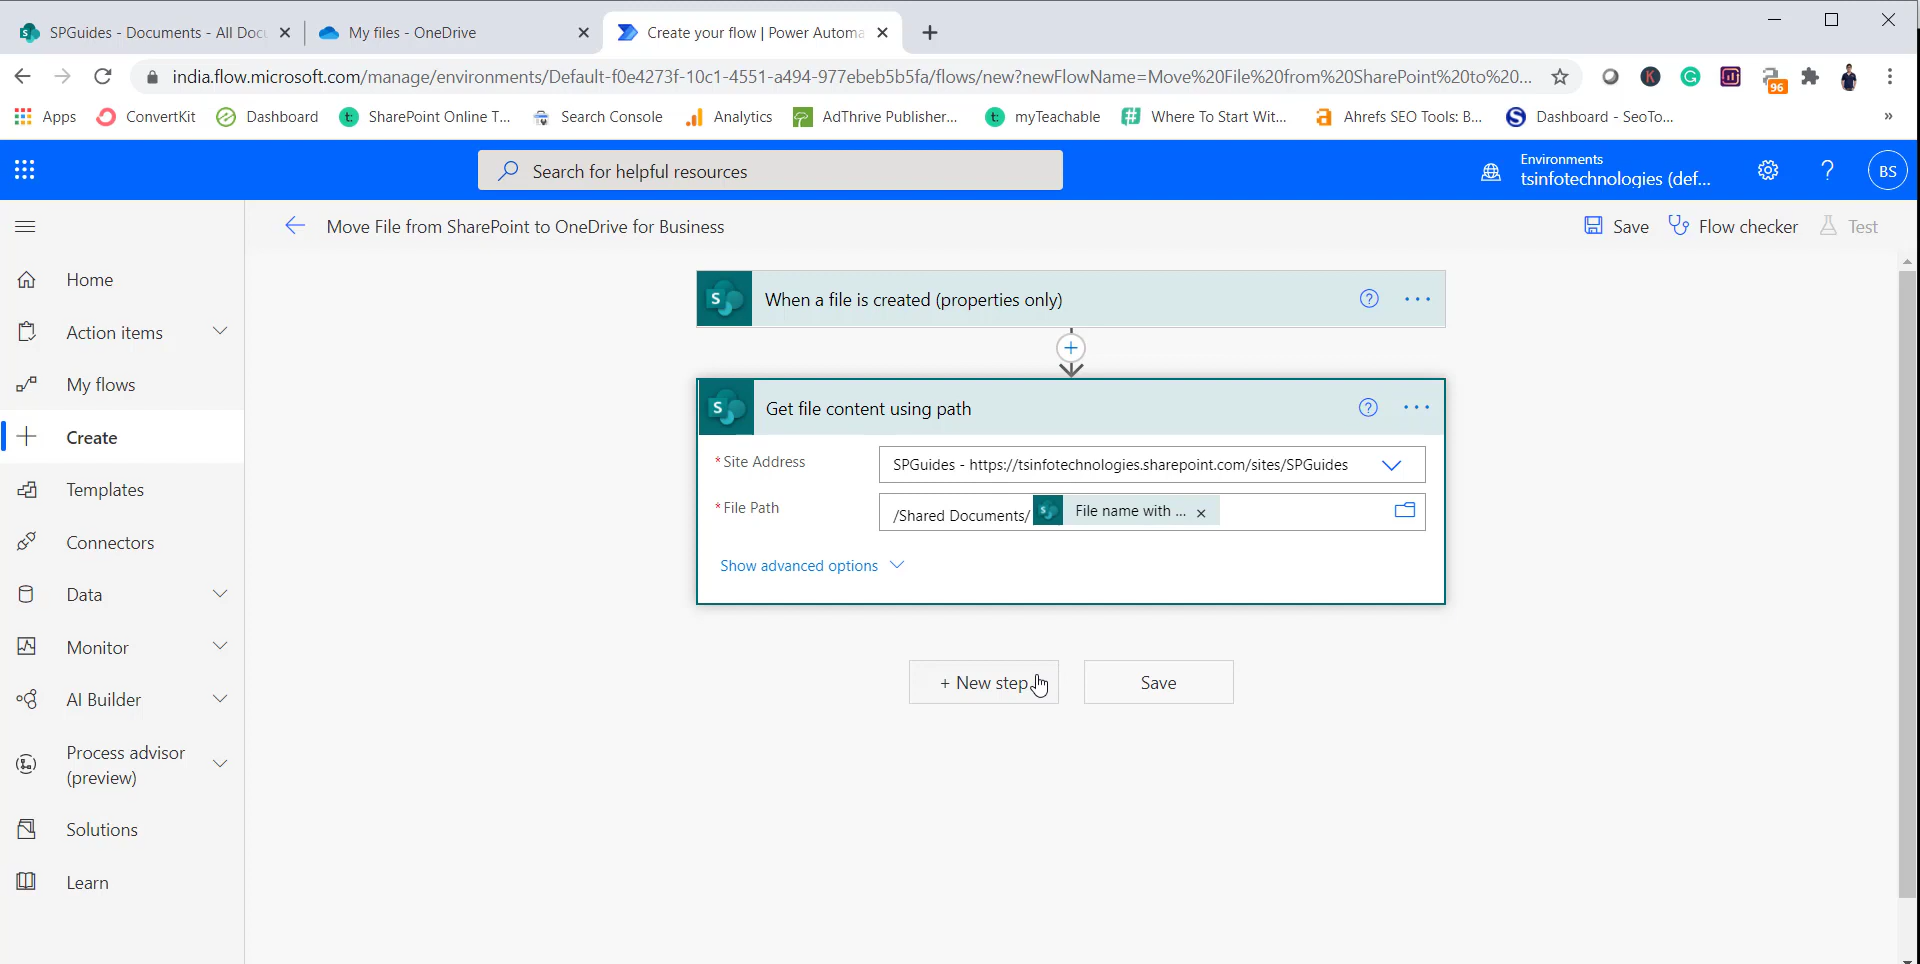 SPGuides - Documents - All Docu
My files - OneDrive
Create your flow | Power Automa
india.flow.microsoft.com/manage/environments/Default-f0e4273f-10c1-4551-a494-977ebeb5b5fa/flows/new?newFlowName=Move%20File%20from%20SharePoint%20to%20...
K
G
96
Apps
ConvertKit
Dashboard
t:
SharePoint Online T...
Search Console
Analytics
AdThrive Publisher...
t:
myTeachable
Where To Start Wit...
a
Ahrefs SEO Tools: B...
S
Dashboard - SeoTo...
»
Search for helpful resources
Environments
tsinfotechnologies (def...
?
BS
Move File from SharePoint to OneDrive for Business
Save
Flow checker
Test
Home
Action items
My flows
Create
Templates
Connectors
Data
Monitor
AI Builder
Process advisor
(preview)
Solutions
Learn
S
When a file is created (properties only)
?
...
S
Get file content using path
?
...
* Site Address
SPGuides - https://tsinfotechnologies.sharepoint.com/sites/SPGuides
* File Path
/Shared Documents/
S
File name with ... ×
Show advanced options
+ New step
Save